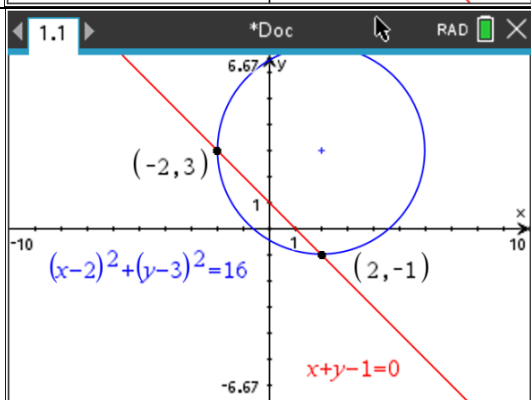 1.1 *Doc RAD
6.67 y
(-2,3)
1
x
-10 1 10
(x-2)²+(y-3)²=16 (2,-1)
x+y-1=0
-6.67